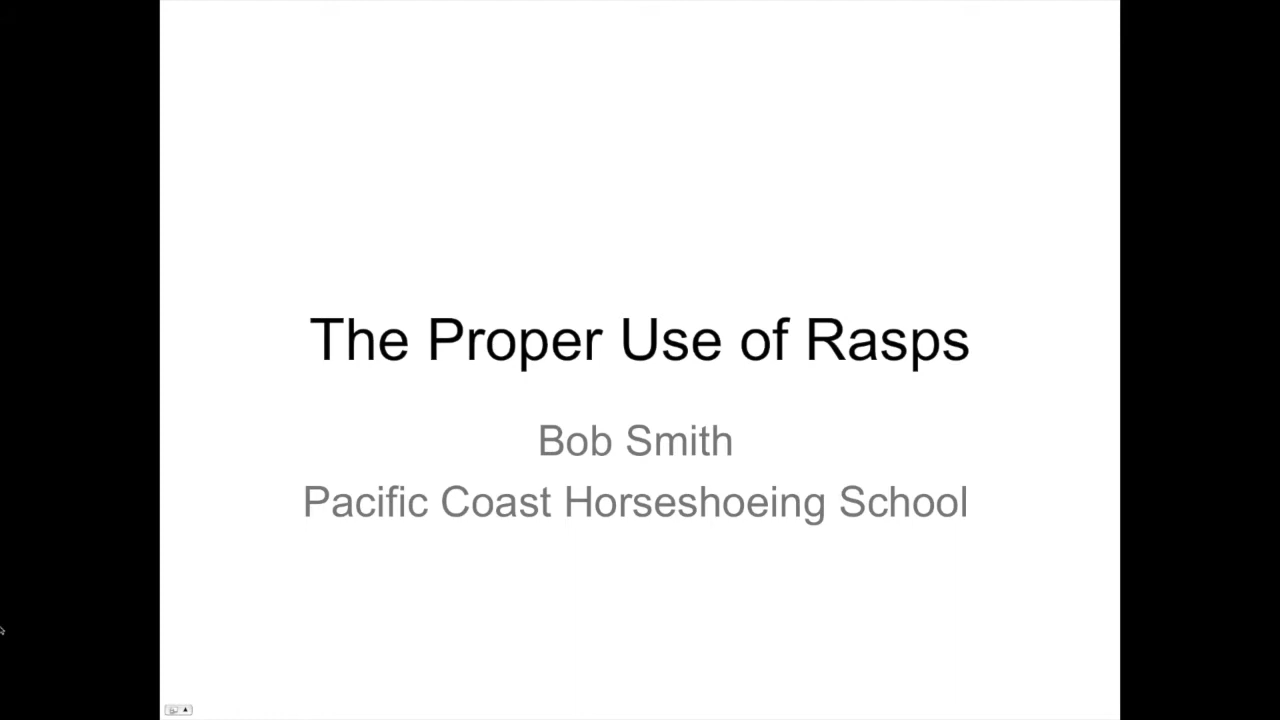 The Proper Use of Rasps
Bob Smith
Pacific Coast Horseshoeing School